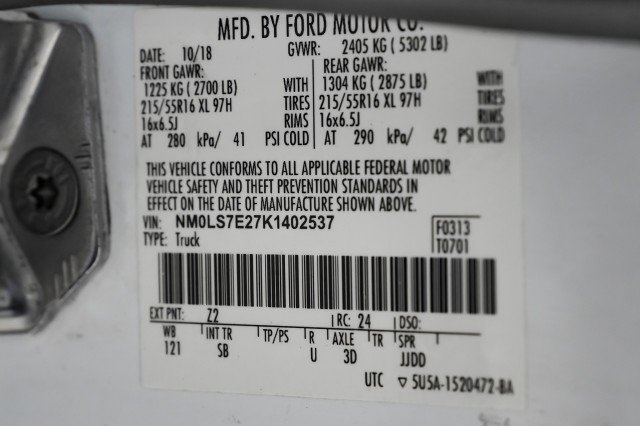 MFD. BY FORD MOTOR CO.
DATE: 10/18 GVWR: 2405 KG ( 5302 LB)
FRONT GAWR: REAR GAWR:
1225 KG ( 2700 LB) WITH 1304 KG ( 2875 LB) WITH
215/55R16 XL 97H TIRES 215/55R16 XL 97H TIRES
16x6.5J RIMS 16x6.5J RIMS
AT 280 kPa/ 41 PSI COLD AT 290 kPa/ 42 PSI COLD
THIS VEHICLE CONFORMS TO ALL APPLICABLE FEDERAL MOTOR
VEHICLE SAFETY AND THEFT PREVENTION STANDARDS IN
EFFECT ON THE DATE OF MANUFACTURE SHOWN ABOVE.
VIN: NM0LS7E27K1402537 F0313
TYPE: Truck T0701
EXT PNT: Z2 RC: 24 DSO:
WB INT TR TP/PS R AXLE TR SPR
121 SB U 3D JJDD
UTC ▽ 5U5A-1520472-BA